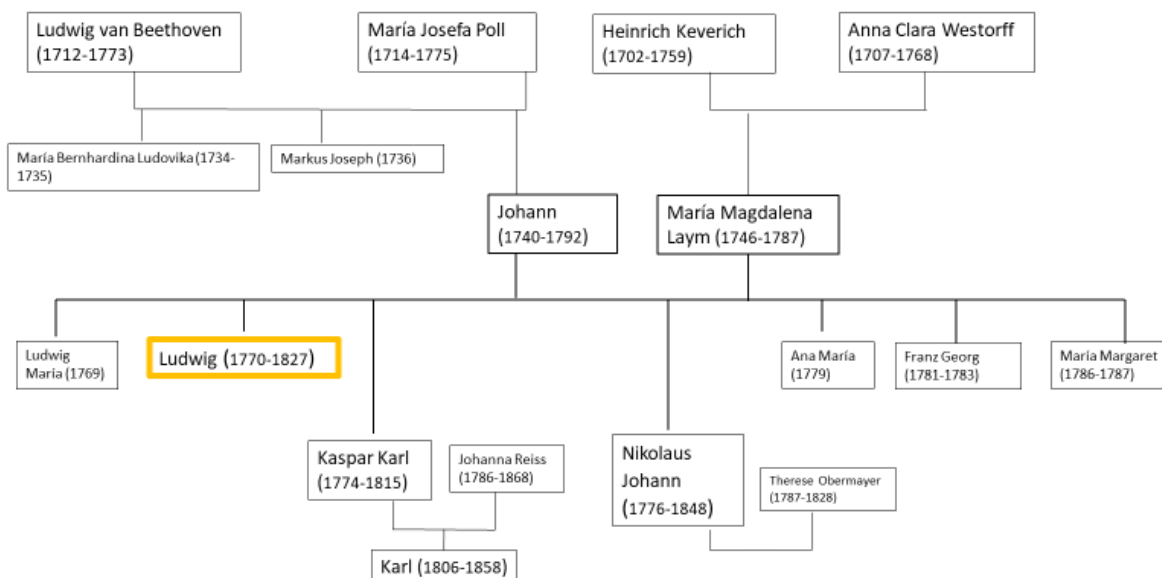 Ludwig van Beethoven
(1712-1773)
María Josefa Poll
(1714-1775)
Heinrich Keverich
(1702-1759)
Anna Clara Westorff
(1707-1768)
María Bernhardina Ludovika (1734-
1735)
Markus Joseph (1736)
Johann
(1740-1792)
María Magdalena
Laym (1746-1787)
Ludwig
Maria (1769)
Ludwig (1770-1827)
Ana María
(1779)
Franz Georg
(1781-1783)
María Margaret
(1786-1787)
Kaspar Karl
(1774-1815)
Johanna Reiss
(1786-1868)
Nikolaus
Johann
(1776-1848)
Therese Obermayer
(1787-1828)
Karl (1806-1858)